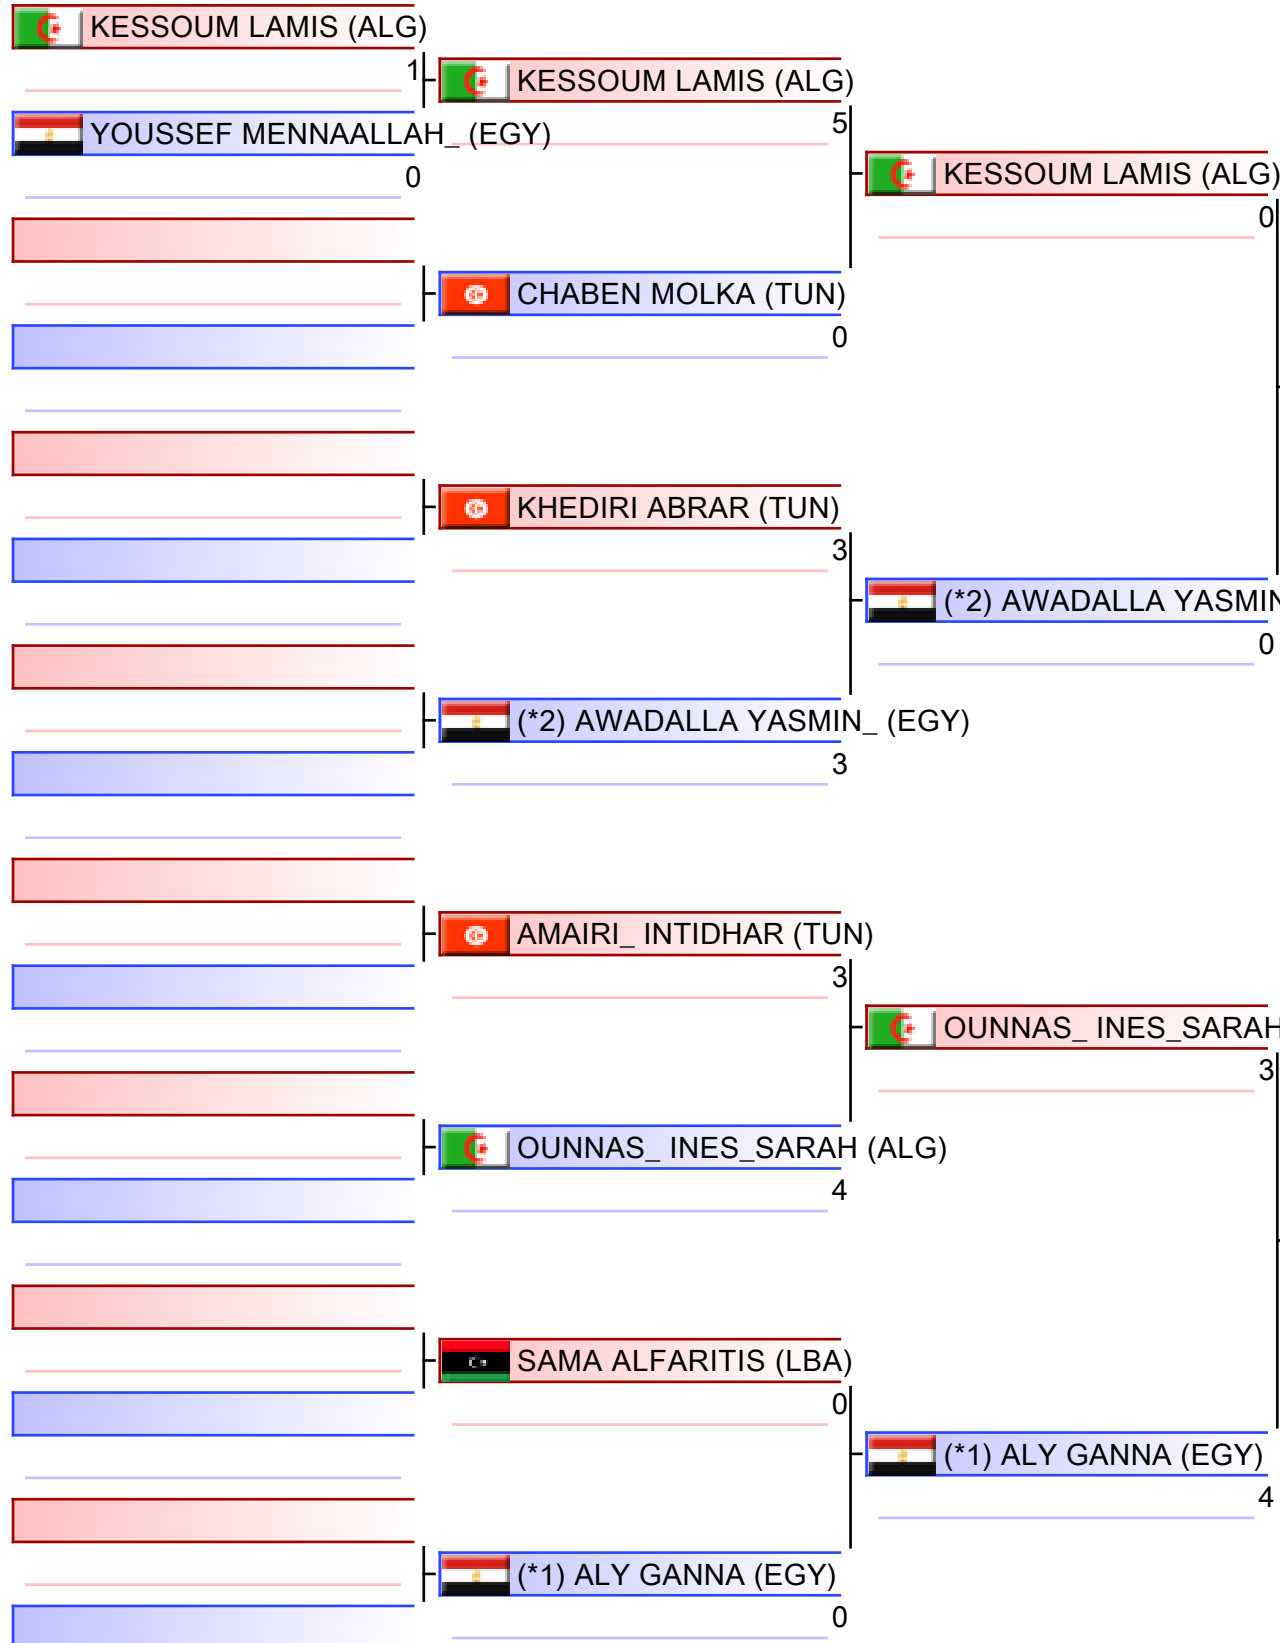 KESSOUM LAMIS (ALG)
1
YOUSSEF MENNAALLAH_ (EGY)
0
KESSOUM LAMIS (ALG)
5
CHABEN MOLKA (TUN)
0
KHEDIRI ABRAR (TUN)
3
(*2) AWADALLA YASMIN_ (EGY)
3
AMAIRI_ INTIDHAR (TUN)
3
OUNNAS_ INES_SARAH (ALG)
4
SAMA ALFARITIS (LBA)
0
(*1) ALY GANNA (EGY)
0
KESSOUM LAMIS (ALG)
0
(*2) AWADALLA YASMIN
0
OUNNAS_ INES_SARAH
3
(*1) ALY GANNA (EGY)
4